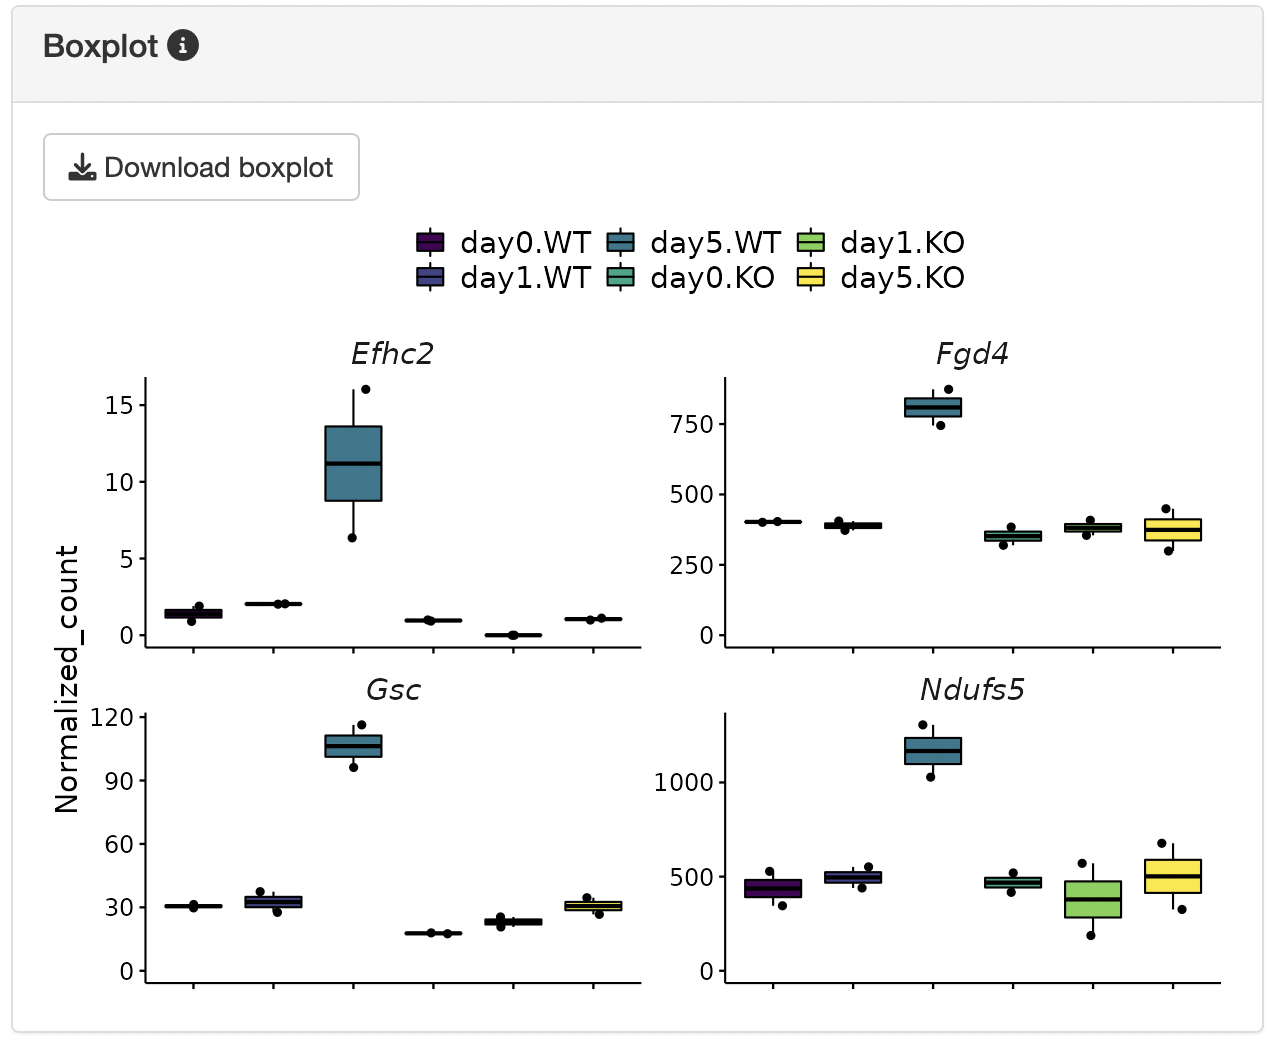 Boxplot
Download boxplot
day0.WT day5.WT day1.KO
day1.WT day0.KO day5.KO
Normalized_count
Efhc2
15
10
5
0
Fgd4
750
500
250
0
Gsc
120
90
60
30
0
Ndufs5
1000
500
0